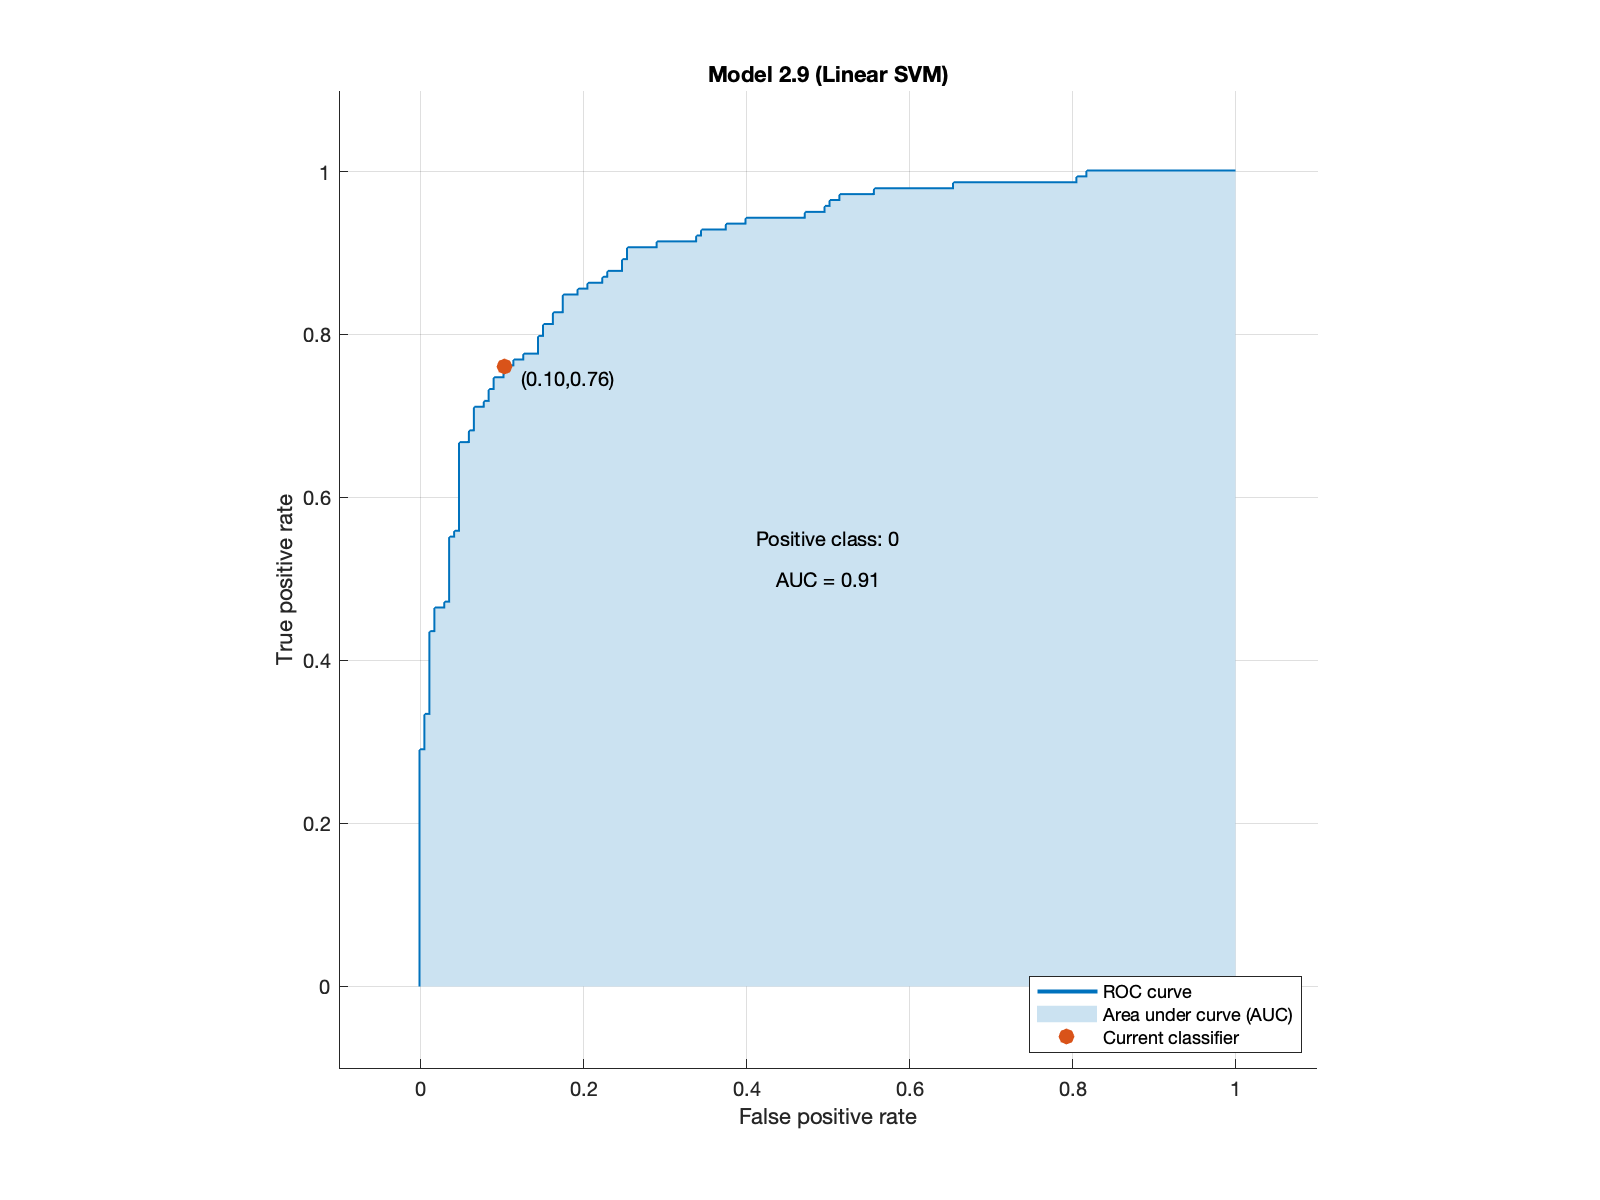 Model 2.9 (Linear SVM)
True positive rate
1
0.8
0.6
0.4
0.2
0
(0.10,0.76)
Positive class: 0
AUC = 0.91
ROC curve
Area under curve (AUC)
Current classifier
0 0.2 0.4 0.6 0.8 1
False positive rate